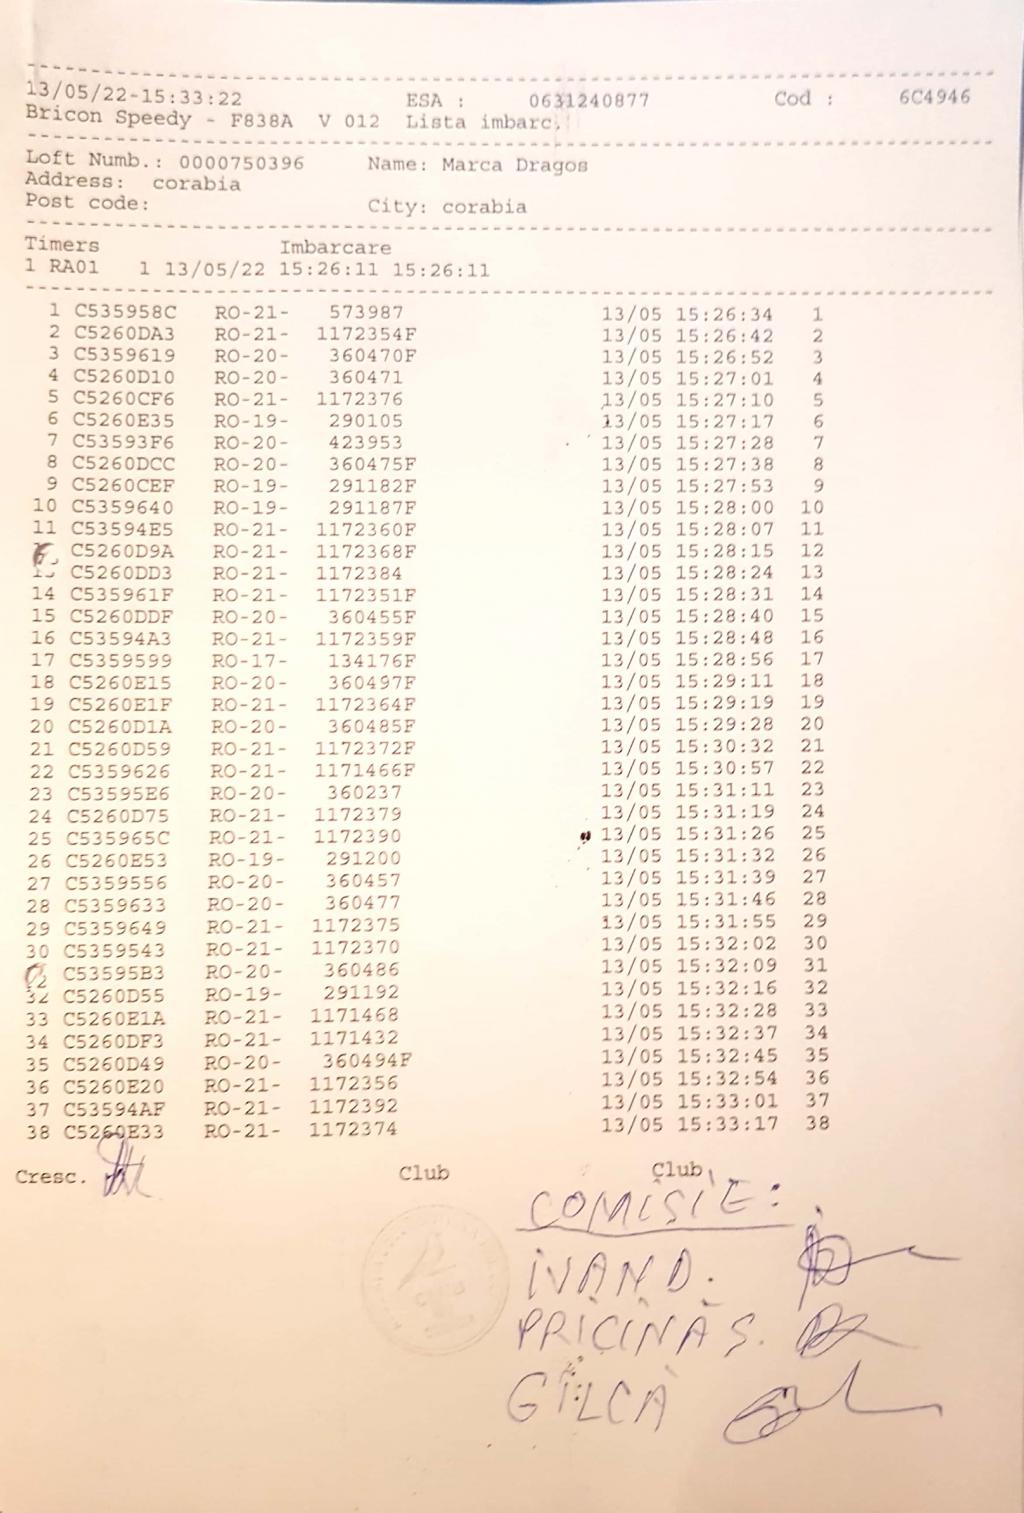 13/05/22-15:33:22 ESA : 0631240877 Cod : 6C4946
Bricon Speedy - F838A V 012 Lista imbarc.
Loft Numb.: 0000750396 Name: Marca Dragos
Address: corabia
Post code: City: corabia
Timers Imbarcare
1 RA01 1 13/05/22 15:26:11 15:26:11
1 C535958C RO-21- 573987 13/05 15:26:34 1
2 C5260DA3 RO-21- 1172354F 13/05 15:26:42 2
3 C5359619 RO-20- 360470F 13/05 15:26:52 3
4 C5260D10 RO-20- 360471 13/05 15:27:01 4
5 C5260CF6 RO-21- 1172376 13/05 15:27:10 5
6 C5260E35 RO-19- 290105 13/05 15:27:17 6
7 C53593F6 RO-20- 423953 13/05 15:27:28 7
8 C5260DCC RO-20- 360475F 13/05 15:27:38 8
9 C5260CEF RO-19- 291182F 13/05 15:27:53 9
10 C5359640 RO-19- 291187F 13/05 15:28:00 10
11 C53594E5 RO-21- 1172360F 13/05 15:28:07 11
C5260D9A RO-21- 1172368F 13/05 15:28:15 12
C5260DD3 RO-21- 1172384 13/05 15:28:24 13
14 C535961F RO-21- 1172351F 13/05 15:28:31 14
15 C5260DDF RO-20- 360455F 13/05 15:28:40 15
16 C53594A3 RO-21- 1172359F 13/05 15:28:48 16
17 C5359599 RO-17- 134176F 13/05 15:28:56 17
18 C5260E15 RO-20- 360497F 13/05 15:29:11 18
19 C5260E1F RO-21- 1172364F 13/05 15:29:19 19
20 C5260D1A RO-20- 360485F 13/05 15:29:28 20
21 C5260D59 RO-21- 1172372F 13/05 15:30:32 21
22 C5359626 RO-21- 1171466F 13/05 15:30:57 22
23 C53595E6 RO-20- 360237 13/05 15:31:11 23
24 C5260D75 RO-21- 1172379 13/05 15:31:19 24
25 C535965C RO-21- 1172390 13/05 15:31:26 25
26 C5260E53 RO-19- 291200 13/05 15:31:32 26
27 C5359556 RO-20- 360457 13/05 15:31:39 27
28 C5359633 RO-20- 360477 13/05 15:31:46 28
29 C5359649 RO-21- 1172375 13/05 15:31:55 29
30 C5359543 RO-21- 1172370 13/05 15:32:02 30
C53595B3 RO-20- 360486 13/05 15:32:09 31
32 C5260D55 RO-19- 291192 13/05 15:32:16 32
33 C5260E1A RO-21- 1171468 13/05 15:32:28 33
34 C5260DF3 RO-21- 1171432 13/05 15:32:37 34
35 C5260D49 RO-20- 360494F 13/05 15:32:45 35
36 C5260E20 RO-21- 1172356 13/05 15:32:54 36
37 C53594AF RO-21- 1172392 13/05 15:33:01 37
38 C5260E33 RO-21- 1172374 13/05 15:33:17 38
Cresc. Club Club
COMISIE:
IVAN D.
PRICINĂ S.
GÎLCĂ